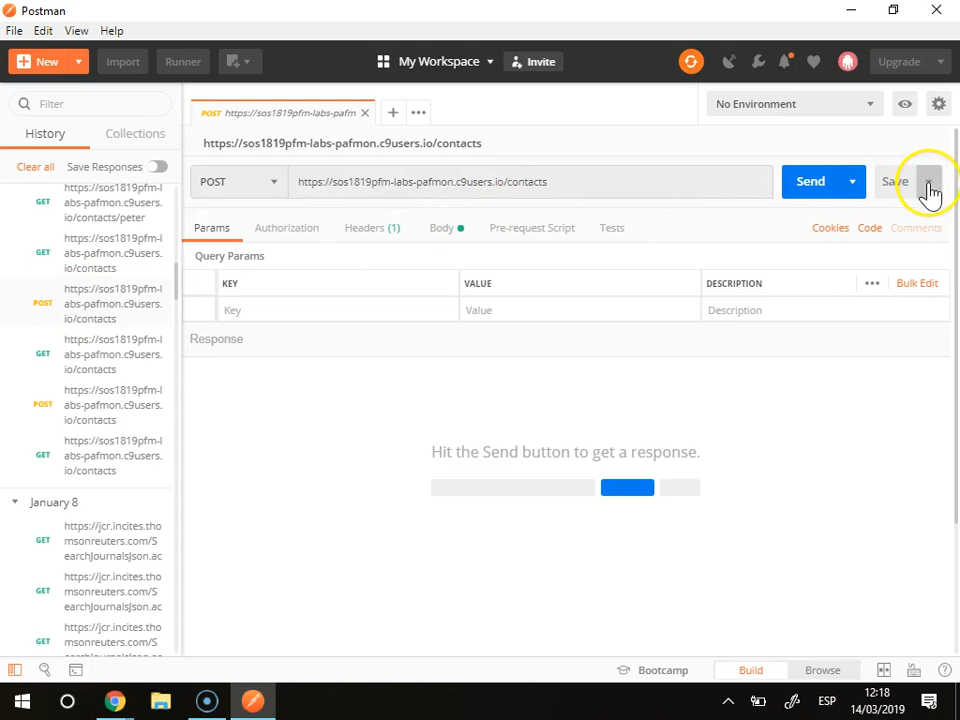 Postman
File Edit View Help
New Import Runner My Workspace Invite Upgrade
Filter
History Collections
Clear all Save Responses
GET https://sos1819pfm-l
abs-pafmon.c9users.
io/contacts/peter
GET https://sos1819pfm-l
abs-pafmon.c9users.
io/contacts
POST https://sos1819pfm-l
abs-pafmon.c9users.
io/contacts
GET https://sos1819pfm-l
abs-pafmon.c9users.
io/contacts
POST https://sos1819pfm-l
abs-pafmon.c9users.
io/contacts
GET https://sos1819pfm-l
abs-pafmon.c9users.
io/contacts
January 8
GET https://jcr.incites.tho
msonreuters.com/S
earchJournalsJson.ac
GET https://jcr.incites.tho
msonreuters.com/S
earchJournalsJson.ac
GET https://jcr.incites.tho
msonreuters.com/S
POST https://sos1819pfm-labs-pafm
No Environment
https://sos1819pfm-labs-pafmon.c9users.io/contacts
POST https://sos1819pfm-labs-pafmon.c9users.io/contacts Send Save
Params Authorization Headers (1) Body Pre-request Script Tests Cookies Code Comments
Query Params
KEY VALUE DESCRIPTION Bulk Edit
Key Value Description
Response
Hit the Send button to get a response.
Bootcamp Build Browse
ESP
12:18
14/03/2019